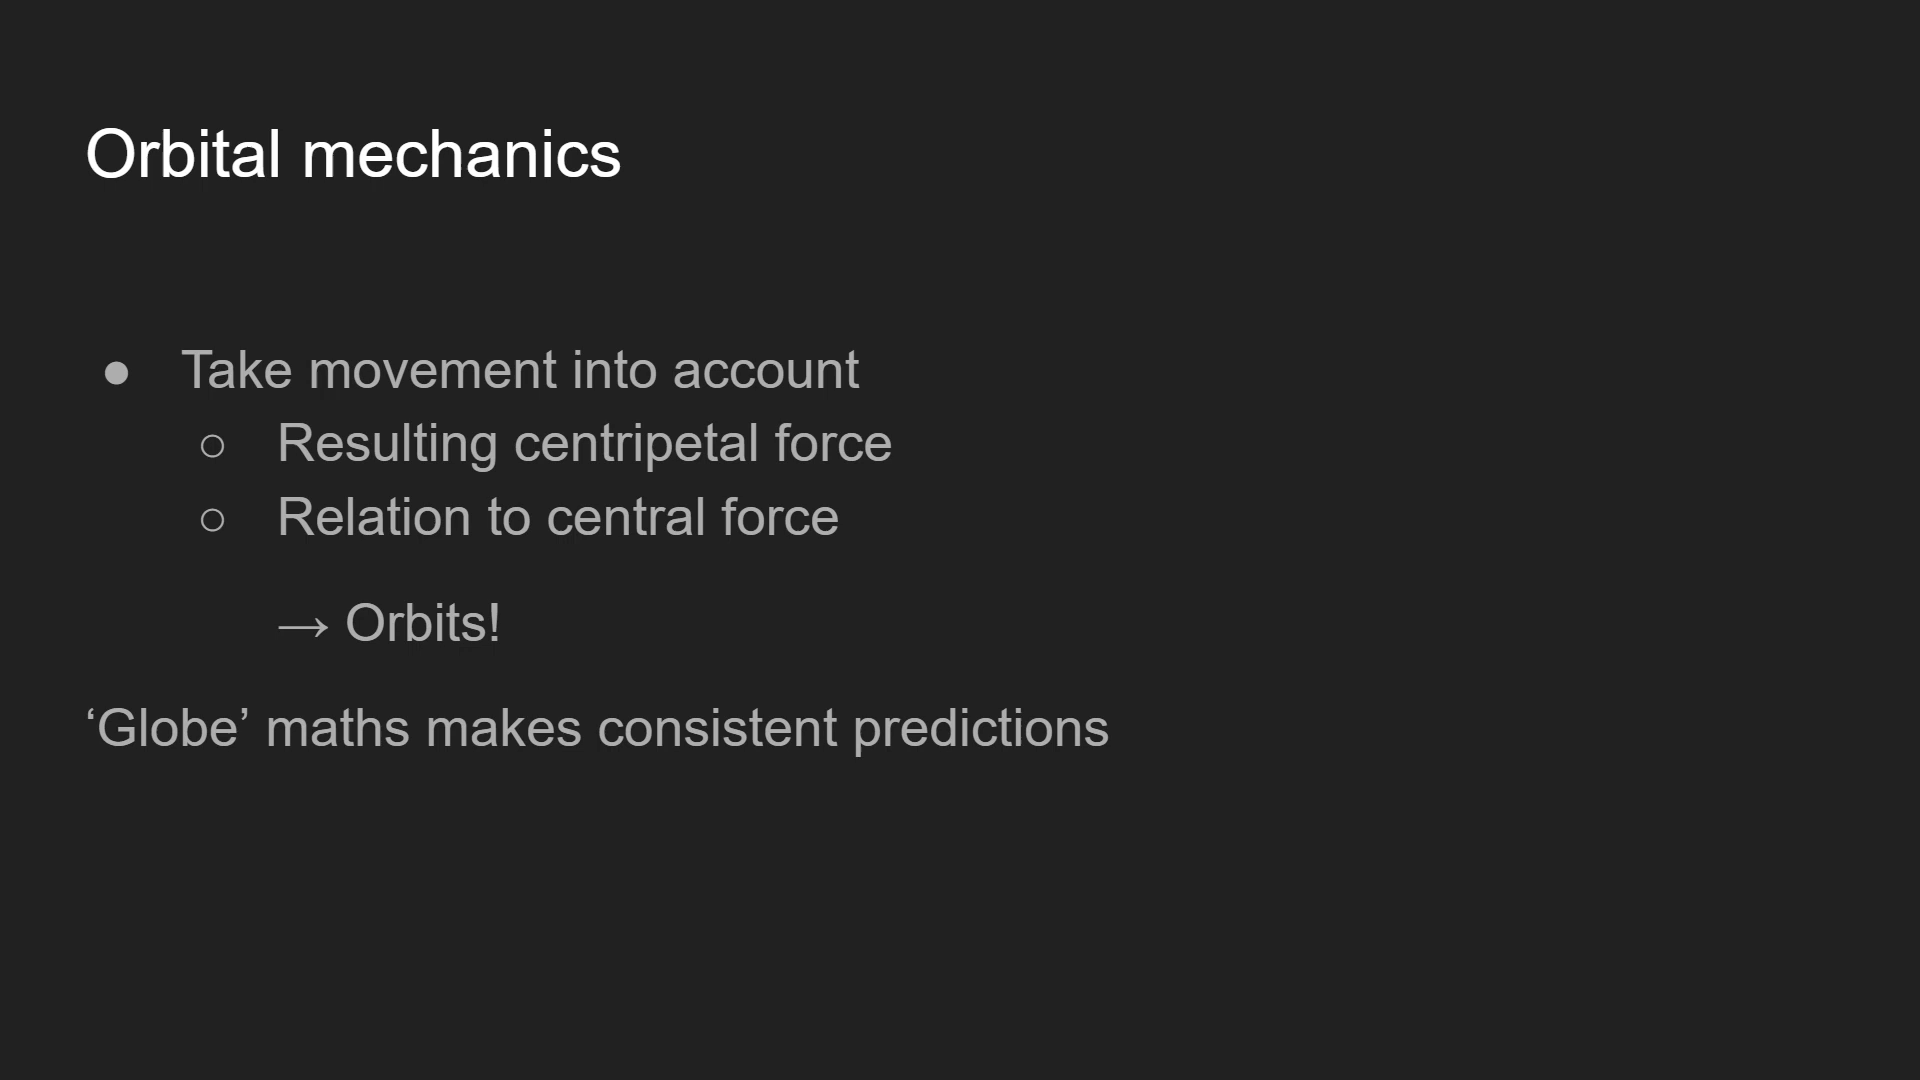 Orbital mechanics
● Take movement into account
○ Resulting centripetal force
○ Relation to central force
→ Orbits!
‘Globe’ maths makes consistent predictions